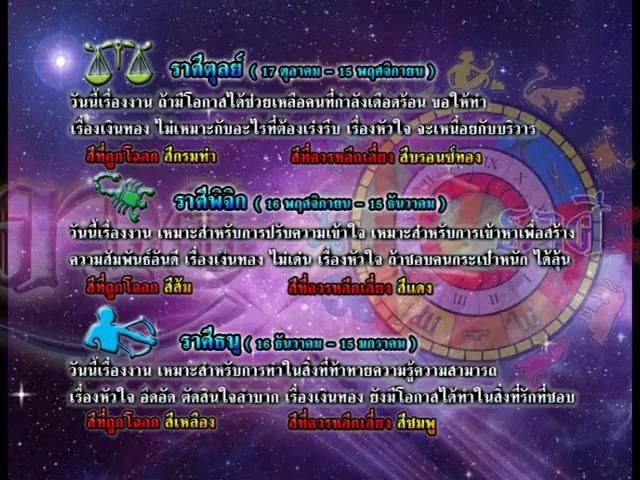 ราศีตุลย์ ( 17 ตุลาคม - 15 พฤศจิกายน )
วันนี้เรื่องงาน ถ้ามีโอกาสได้ช่วยเหลือคนที่กำลังเดือดร้อน ขอให้ทำ
เรื่องเงินทอง ไม่เหมาะกับอะไรที่ต้องเร่งรีบ เรื่องหัวใจ จะเหนื่อยกับบริวาร
สีที่ถูกโฉลก สีกรมท่า สีที่ควรหลีกเลี่ยง สีบรอนซ์ทอง
ราศีพิจิก ( 16 พฤศจิกายน - 15 ธันวาคม )
วันนี้เรื่องงาน เหมาะสำหรับการปรับความเข้าใจ เหมาะสำหรับการเข้าหาเพื่อสร้าง
ความสัมพันธ์อันดี เรื่องเงินทอง ไม่เด่น เรื่องหัวใจ ถ้าชอบคนกระเป๋าหนัก ได้ลุ้น
สีที่ถูกโฉลก สีส้ม สีที่ควรหลีกเลี่ยง สีแดง
ราศีธนู ( 16 ธันวาคม - 15 มกราคม )
วันนี้เรื่องงาน เหมาะสำหรับการทำในสิ่งที่ท้าทายความรู้ความสามารถ
เรื่องหัวใจ อึดอัด ตัดสินใจลำบาก เรื่องเงินทอง ยังมีโอกาสได้ทำในสิ่งที่รักที่ชอบ
สีที่ถูกโฉลก สีเหลือง สีที่ควรหลีกเลี่ยง สีชมพู